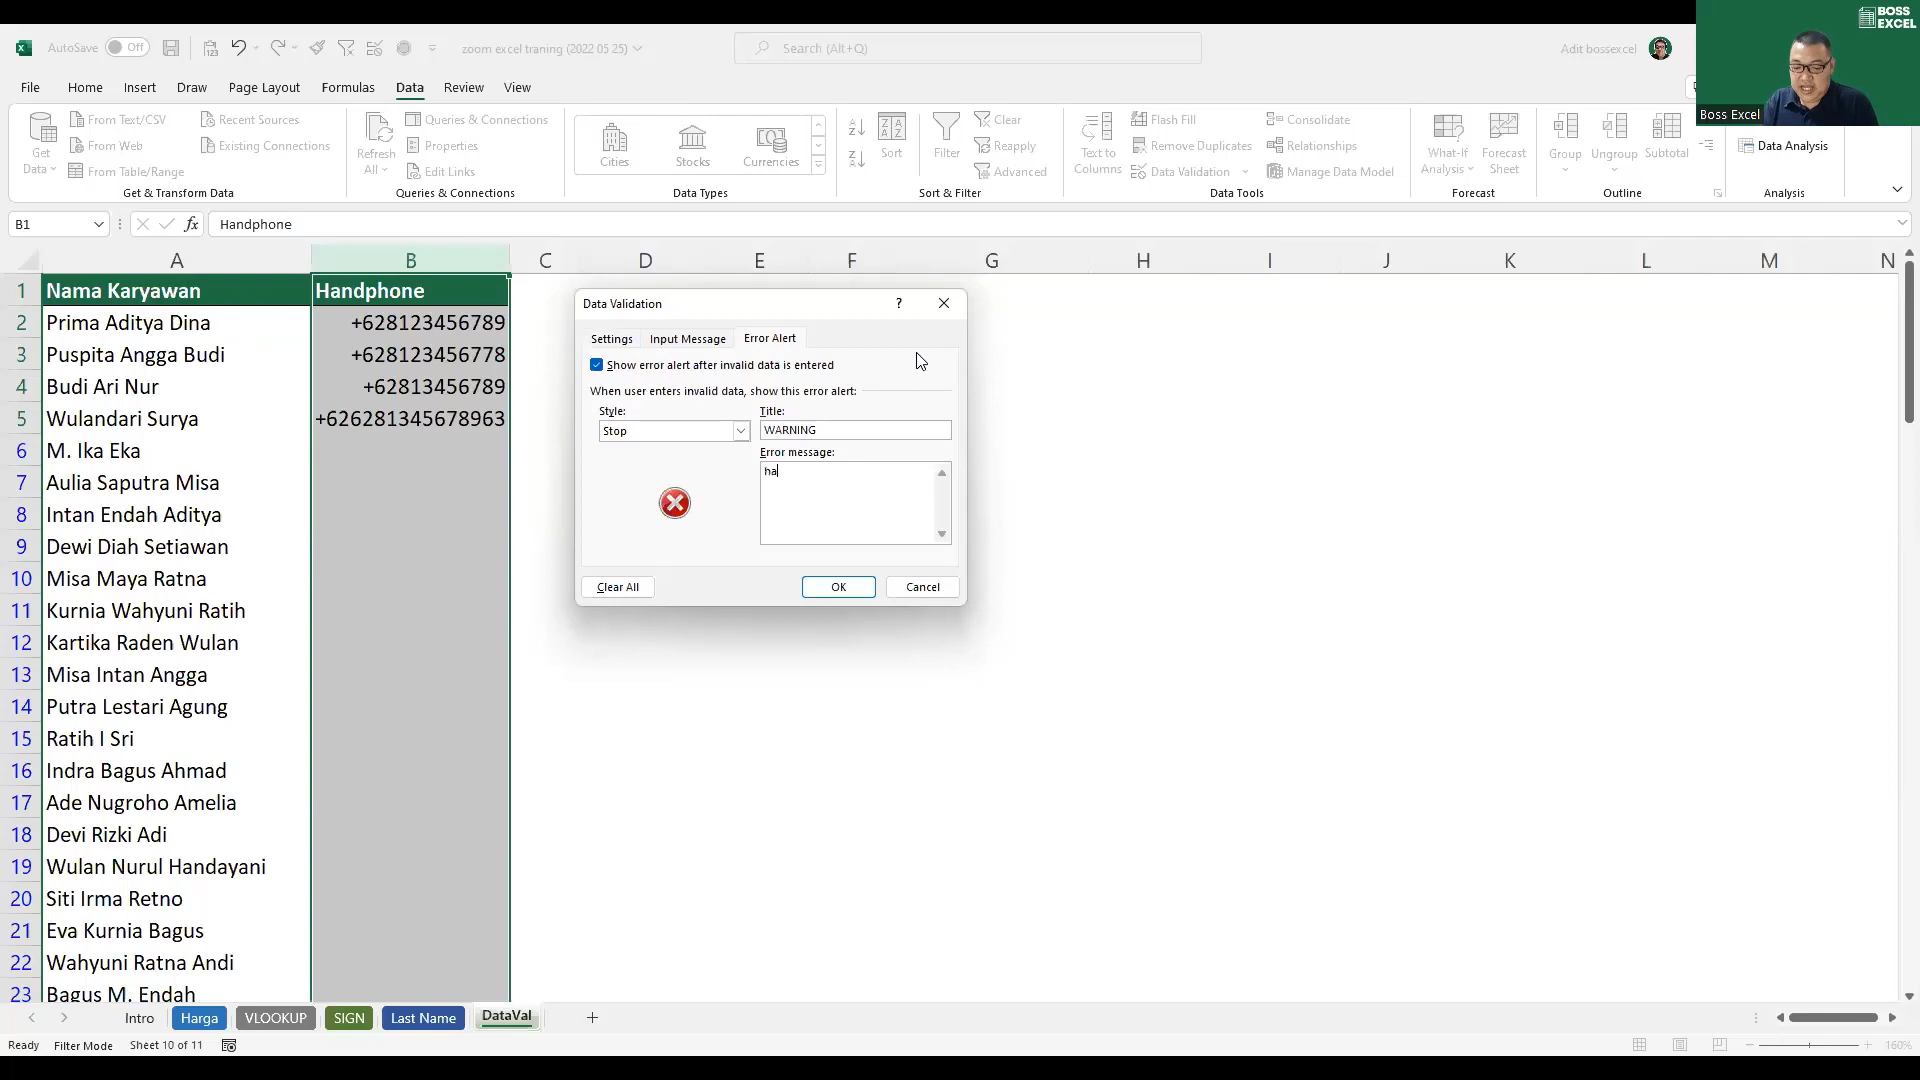 BOSS
EXCEL
Boss Excel
AutoSave Off
zoom excel traning (2022 05 25)
Search (Alt+Q)
Adit bossexcel
File Home Insert Draw Page Layout Formulas Data Review View
Get Data
From Text/CSV
From Web
From Table/Range
Recent Sources
Existing Connections
Get & Transform Data
Refresh All
Queries & Connections
Properties
Edit Links
Queries & Connections
Cities
Stocks
Currencies
Data Types
Sort
Filter
Clear
Reapply
Advanced
Sort & Filter
Text to Columns
Flash Fill
Remove Duplicates
Data Validation
Consolidate
Relationships
Manage Data Model
Data Tools
What-If Analysis
Forecast Sheet
Forecast
Group
Ungroup
Subtotal
Outline
Data Analysis
Analysis
B1
fx
Handphone
A B C D E F G H I J K L M N
1 Nama Karyawan Handphone
2 Prima Aditya Dina +628123456789
3 Puspita Angga Budi +628123456778
4 Budi Ari Nur +62813456789
5 Wulandari Surya +626281345678963
6 M. Ika Eka
7 Aulia Saputra Misa
8 Intan Endah Aditya
9 Dewi Diah Setiawan
10 Misa Maya Ratna
11 Kurnia Wahyuni Ratih
12 Kartika Raden Wulan
13 Misa Intan Angga
14 Putra Lestari Agung
15 Ratih I Sri
16 Indra Bagus Ahmad
17 Ade Nugroho Amelia
18 Devi Rizki Adi
19 Wulan Nurul Handayani
20 Siti Irma Retno
21 Eva Kurnia Bagus
22 Wahyuni Ratna Andi
23 Bagus M. Endah
Data Validation ?
Settings Input Message Error Alert
Show error alert after invalid data is entered
When user enters invalid data, show this error alert:
Style: Title:
Stop WARNING
Error message:
ha
Clear All OK Cancel
Intro Harga VLOOKUP SIGN Last Name DataVal
Ready Filter Mode Sheet 10 of 11 160%